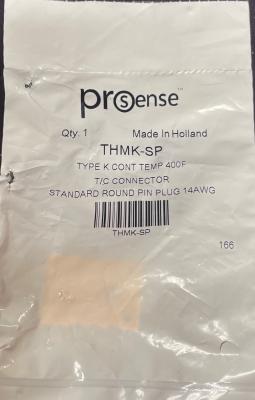 prosense™
Qty. 1 Made In Holland
THMK-SP
TYPE K CONT TEMP 400F
T/C CONNECTOR
STANDARD ROUND PIN PLUG 14AWG
THMK-SP
166